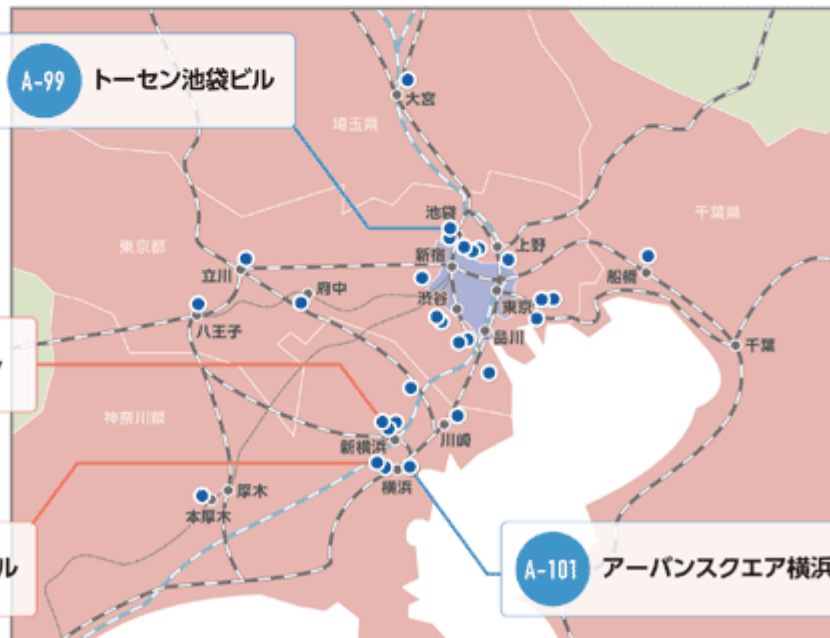 A-99 トーセン池袋ビル
大宮
埼玉県
池袋
千葉県
上野
東京都
新宿
立川
船橋
府中
渋谷
東京
八王子
品川
千葉
神奈川県
新横浜
川崎
横浜
厚木
本厚木
ル
A-101 アーバンスクエア横浜